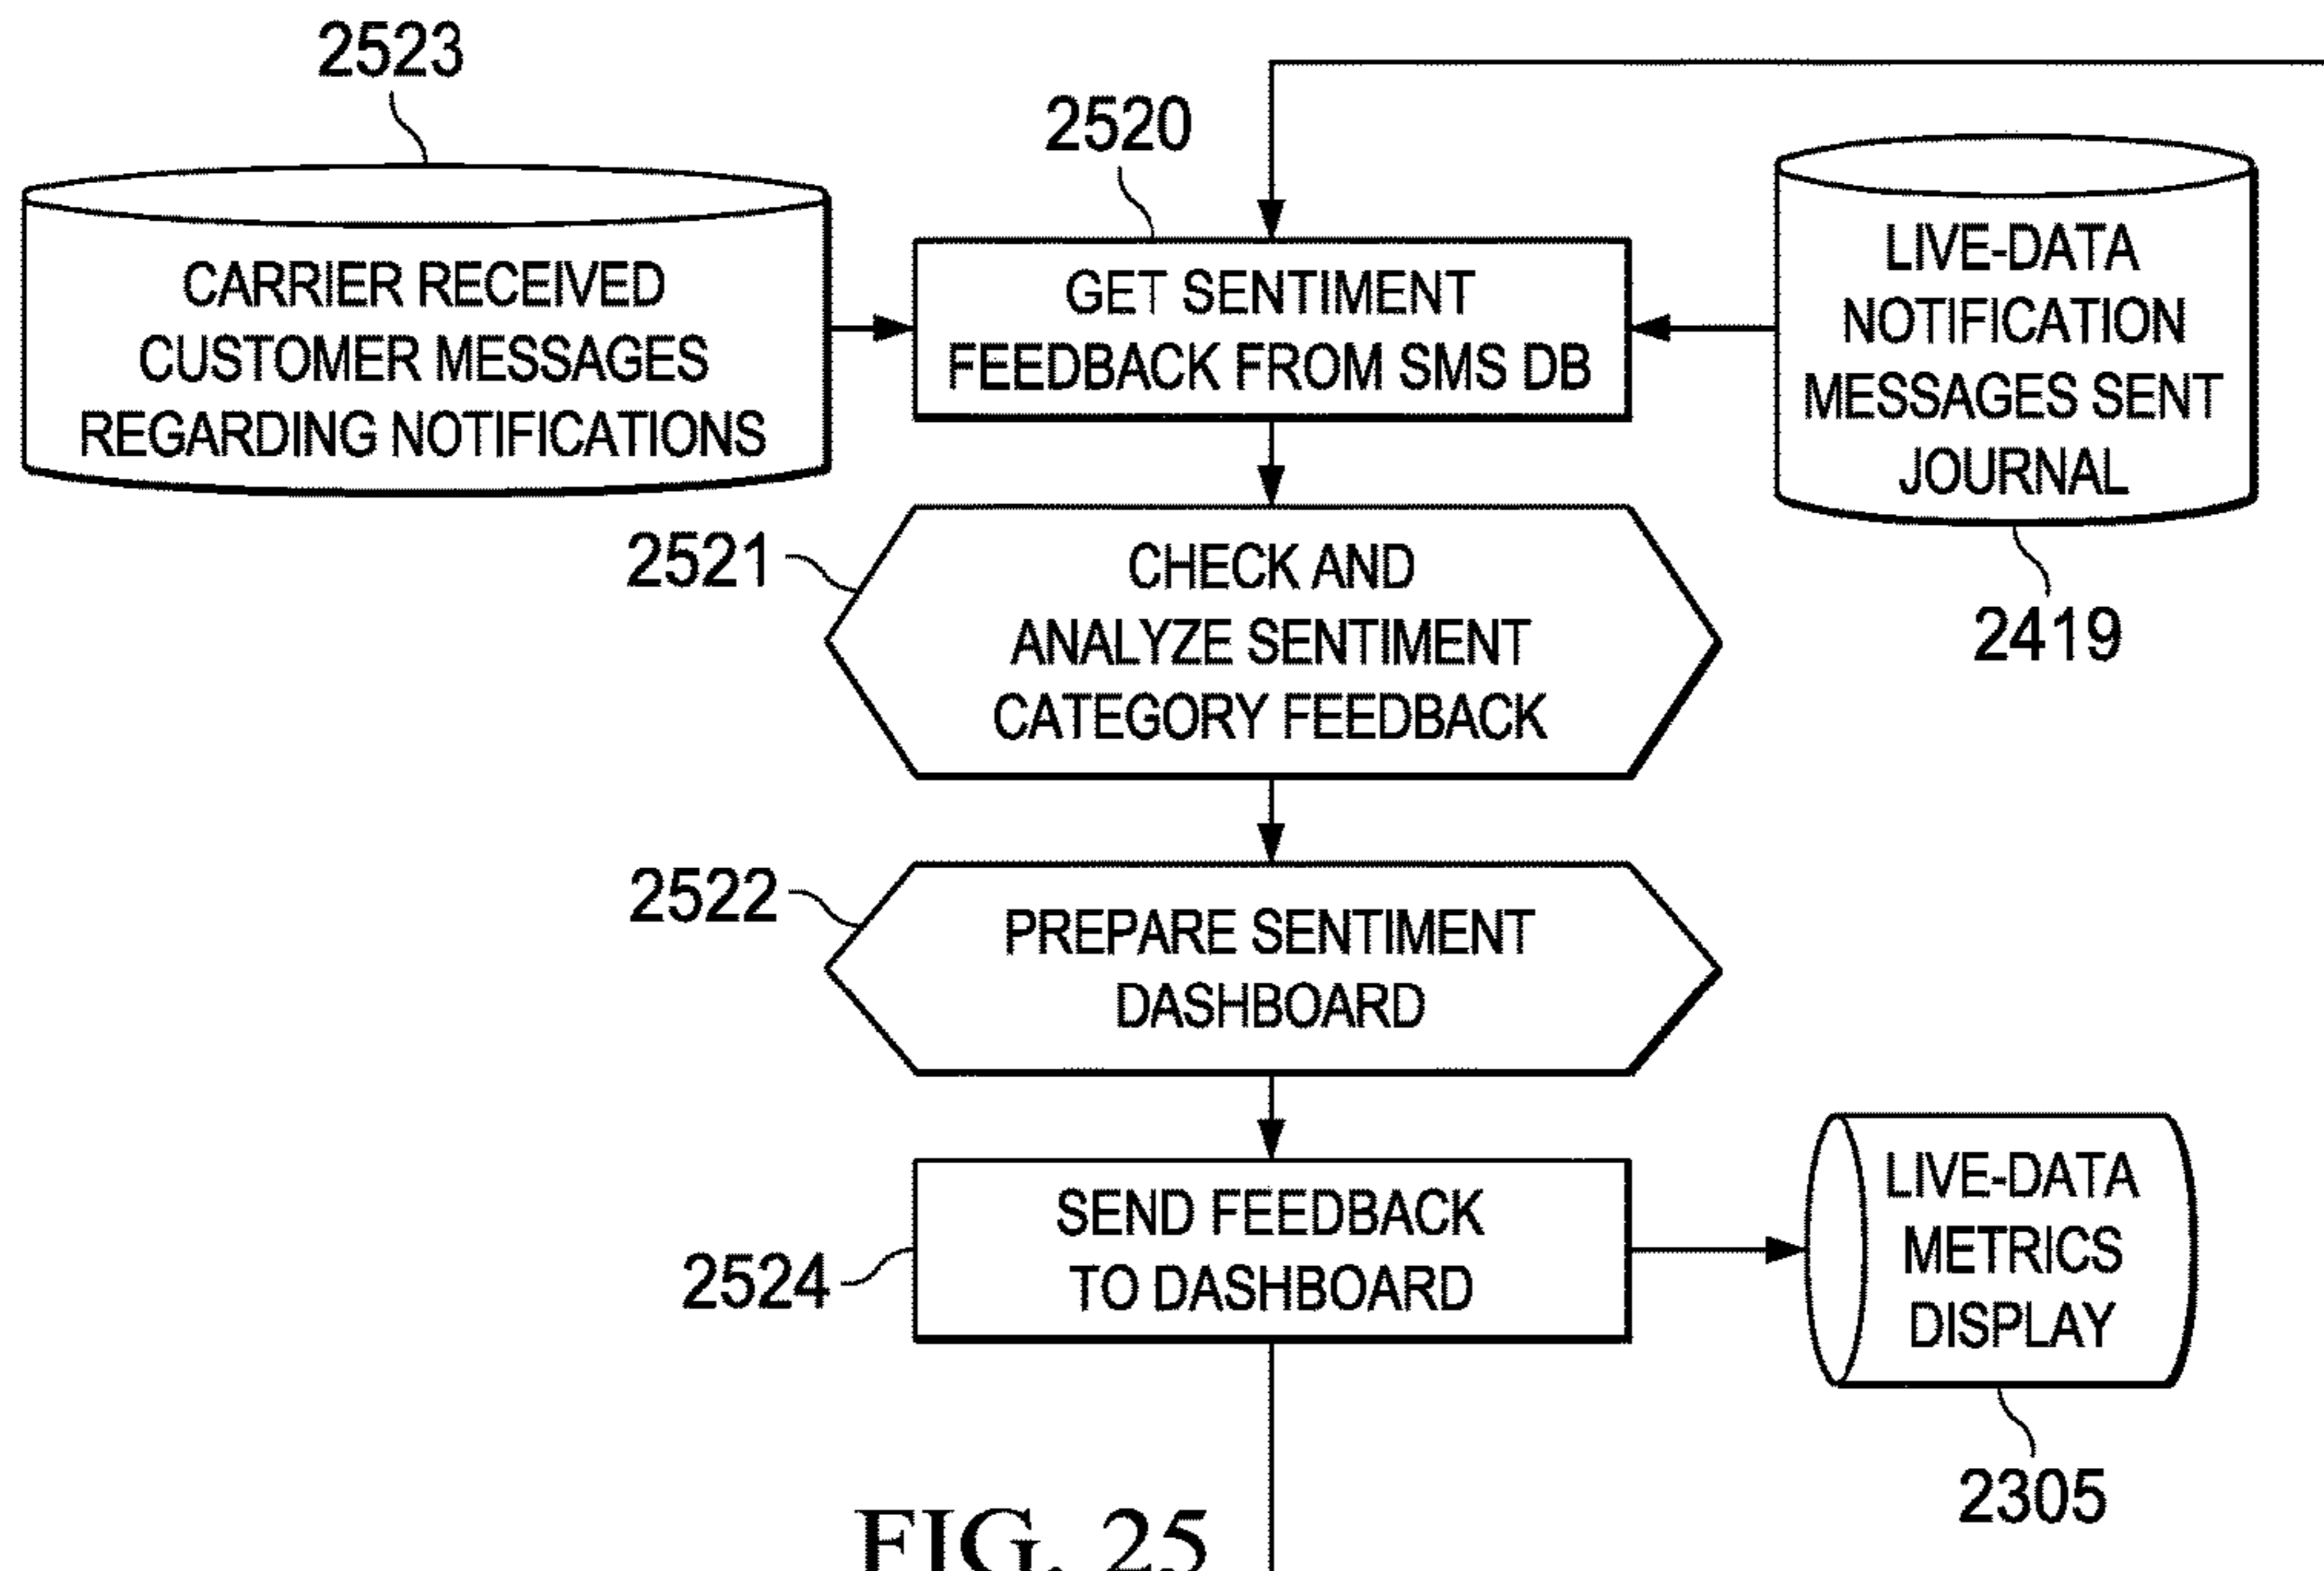 2523
2520
CARRIER RECEIVED
CUSTOMER MESSAGES
REGARDING NOTIFICATIONS
GET SENTIMENT
FEEDBACK FROM SMS DB
LIVE-DATA
NOTIFICATION
MESSAGES SENT
JOURNAL
2419
2521
CHECK AND
ANALYZE SENTIMENT
CATEGORY FEEDBACK
2522
PREPARE SENTIMENT
DASHBOARD
2524
SEND FEEDBACK
TO DASHBOARD
LIVE-DATA
METRICS
DISPLAY
2305
FIG. 25